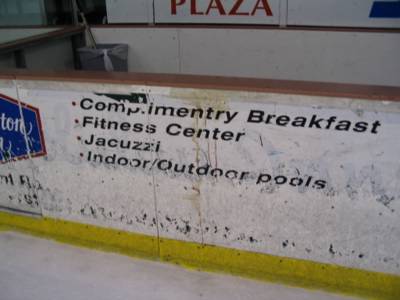 PLAZA
• Complimentry Breakfast
• Fitness Center
• Jacuzzi
• Indoor/Outdoor pools